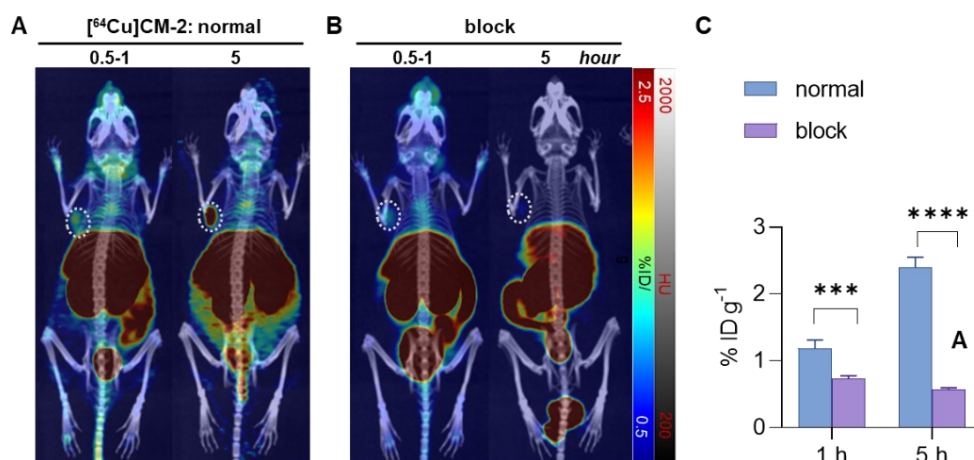 A
[⁶⁴Cu]CM-2: normal
0.5-1
5
B
block
0.5-1
5
hour
2.5
%ID/
g
0.5
2000
HU
200
C
normal
block
3
2
1
0
% ID g⁻¹
***
****
A
1 h
5 h